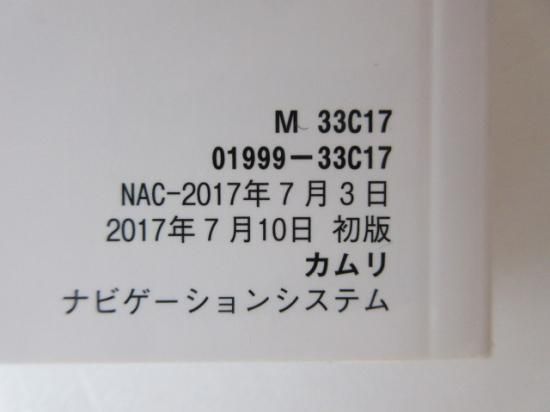 M 33C17
01999−33C17
NAC−2017年7月3日
2017年7月10日 初版
カムリ
ナビゲーションシステム